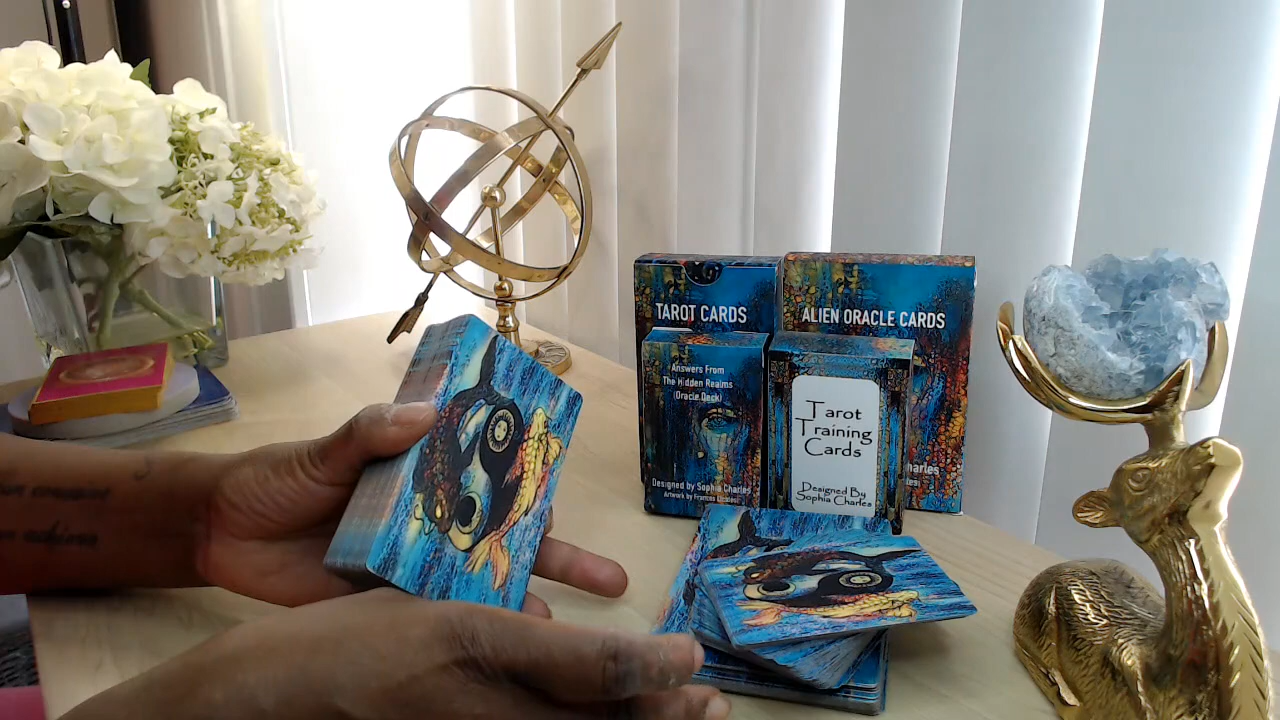 TAROT CARDS
ALIEN ORACLE CARDS
Answers From
The Hidden Realms
(Oracle Deck)
Designed by Sophia Charles
Artwork by Frances
Tarot
Training
Cards
Designed By
Sophia Charles